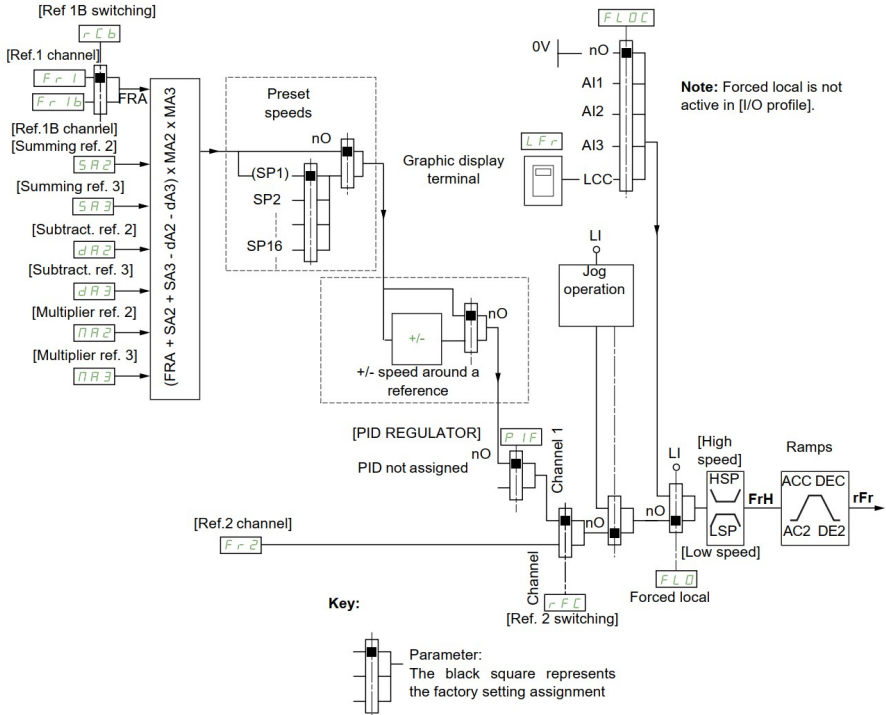 [Ref 1B switching]
rCb
[Ref.1 channel]
Fr1
Fr1b
FRA
[Ref.1B channel]
[Summing ref. 2]
SA2
[Summing ref. 3]
SA3
[Subtract. ref. 2]
dA2
[Subtract. ref. 3]
dA3
[Multiplier ref. 2]
MA2
[Multiplier ref. 3]
MA3
(FRA + SA2 + SA3 - dA2 - dA3) x MA2 x MA3
Preset
speeds
nO
(SP1)
SP2
SP16
nO
+/-
+/- speed around a
reference
[PID REGULATOR]
PIF
nO
PID not assigned
Channel 1
[Ref.2 channel]
Fr2
Channel
nO
rFC
[Ref. 2 switching]
FLOC
0V
nO
AI1
AI2
AI3
LCC
LFr
Graphic display
terminal
Note: Forced local is not
active in [I/O profile].
LI
Jog
operation
nO
LI
FLO
Forced local
[High
speed]
HSP
LSP
[Low speed]
FrH
Ramps
ACC DEC
AC2 DE2
rFr
Key:
Parameter:
The black square represents
the factory setting assignment